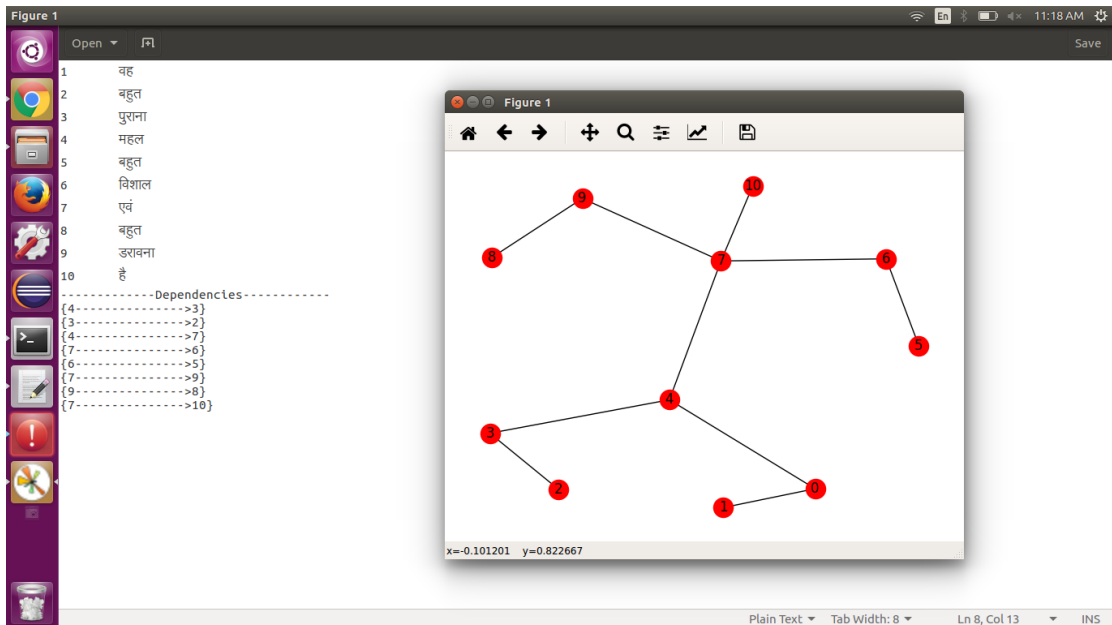 Figure 1
En
11:18 AM
Open
Save
1 वह
2 बहुत
3 पुराना
4 महल
5 बहुत
6 विशाल
7 एवं
8 बहुत
9 डरावना
10 है
-------------Dependencies------------
{4--------------->3}
{3--------------->2}
{4--------------->7}
{7--------------->6}
{6--------------->5}
{7--------------->9}
{9--------------->8}
{7--------------->10}
Figure 1
10
9
8
7
6
5
4
3
2
0
1
x=-0.101201 y=0.822667
Plain Text Tab Width: 8 Ln 8, Col 13 INS